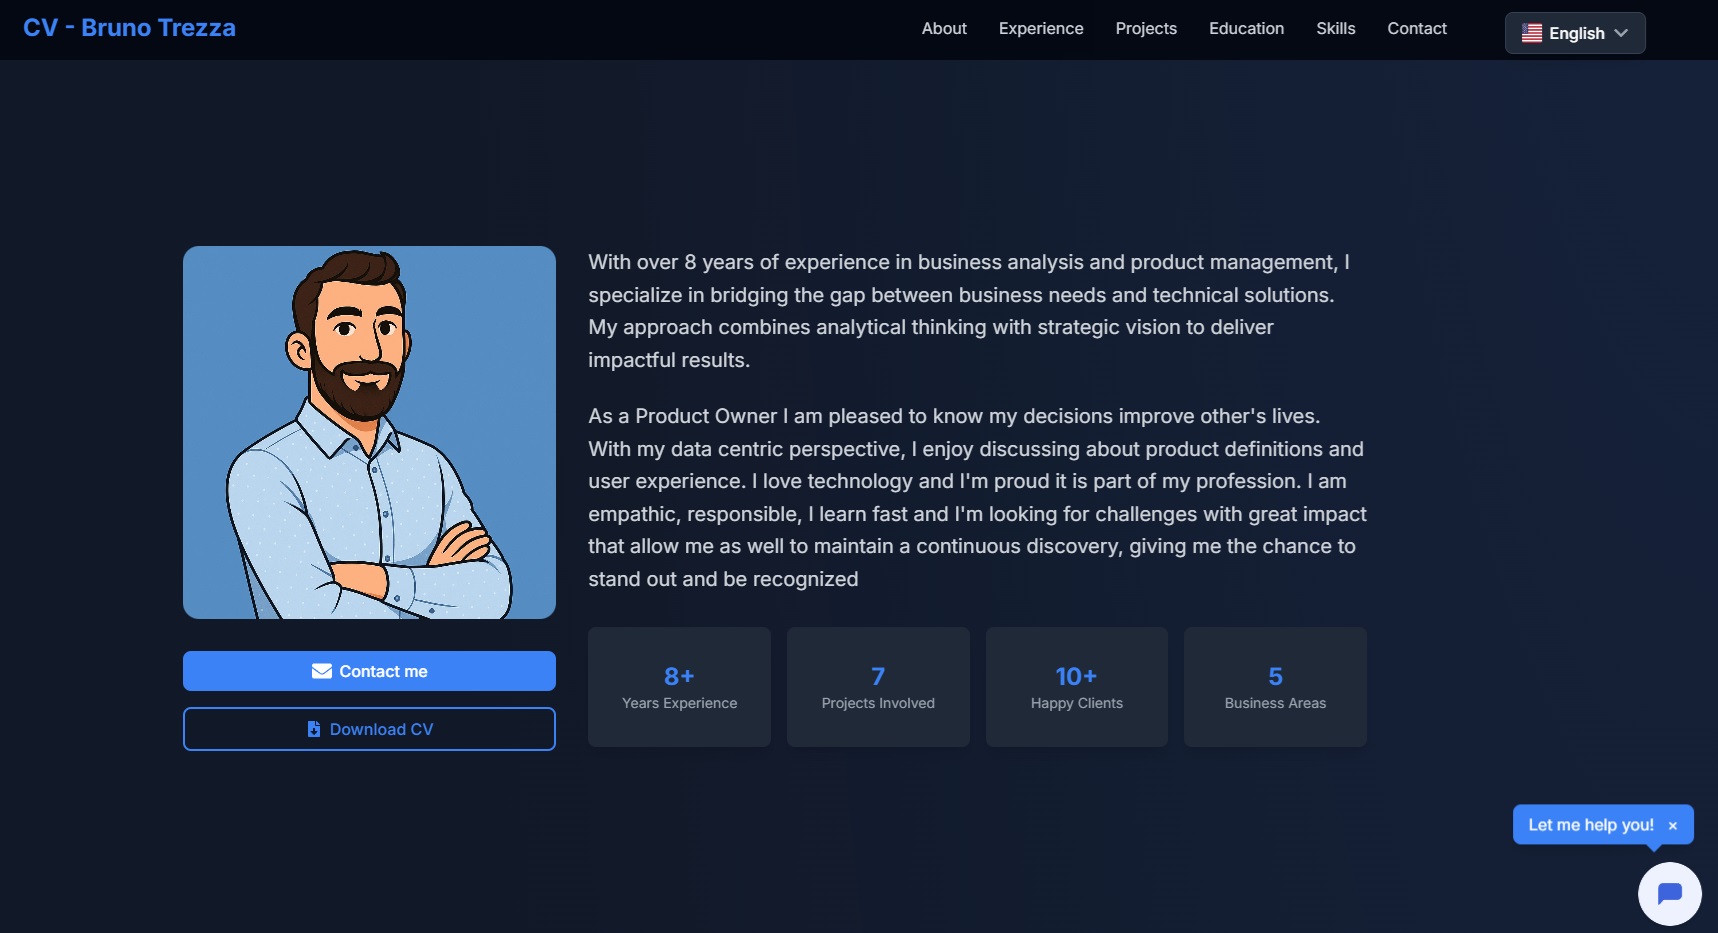 CV - Bruno Trezza
About
Experience
Projects
Education
Skills
Contact
English
With over 8 years of experience in business analysis and product management, I
specialize in bridging the gap between business needs and technical solutions.
My approach combines analytical thinking with strategic vision to deliver
impactful results.
As a Product Owner I am pleased to know my decisions improve other's lives.
With my data centric perspective, I enjoy discussing about product definitions and
user experience. I love technology and I'm proud it is part of my profession. I am
empathic, responsible, I learn fast and I'm looking for challenges with great impact
that allow me as well to maintain a continuous discovery, giving me the chance to
stand out and be recognized
Contact me
Download CV
8+
Years Experience
7
Projects Involved
10+
Happy Clients
5
Business Areas
Let me help you! ×